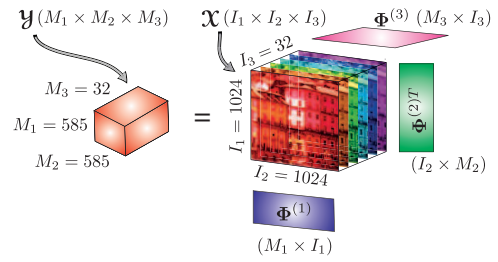 𝓨 (M₁ × M₂ × M₃)
M₃ = 32
M₁ = 585
M₂ = 585
=
𝓧 (I₁ × I₂ × I₃)
I₃ = 32
I₁ = 1024
I₂ = 1024
Φ⁽³⁾ (M₃ × I₃)
Φ⁽²⁾ᵀ
(I₂ × M₂)
Φ⁽¹⁾
(M₁ × I₁)